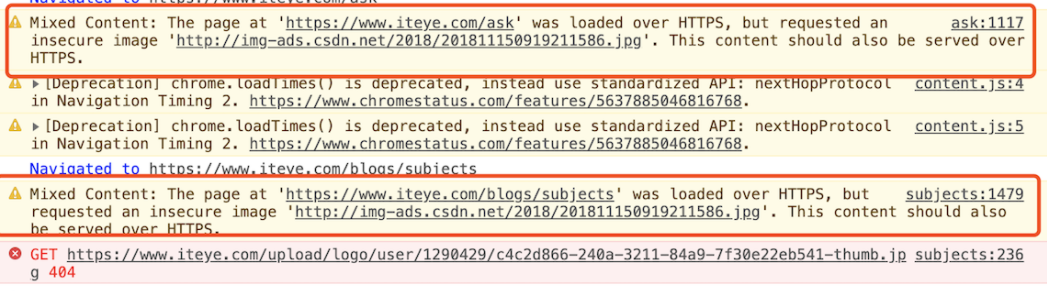 Navigated to https://www.iteye.com/ask
Mixed Content: The page at 'https://www.iteye.com/ask' was loaded over HTTPS, but requested an ask:1117
insecure image 'http://img-ads.csdn.net/2018/201811150919211586.jpg'. This content should also be served over
HTTPS.
▸[Deprecation] chrome.loadTimes() is deprecated, instead use standardized API: nextHopProtocol content.js:4
in Navigation Timing 2. https://www.chromestatus.com/features/5637885046816768.
▸[Deprecation] chrome.loadTimes() is deprecated, instead use standardized API: nextHopProtocol content.js:5
in Navigation Timing 2. https://www.chromestatus.com/features/5637885046816768.
Navigated to https://www.iteye.com/blogs/subjects
Mixed Content: The page at 'https://www.iteye.com/blogs/subjects' was loaded over HTTPS, but subjects:1479
requested an insecure image 'http://img-ads.csdn.net/2018/201811150919211586.jpg'. This content should also
be served over HTTPS.
GET https://www.iteye.com/upload/logo/user/1290429/c4c2d866-240a-3211-84a9-7f30e22eb541-thumb.jp subjects:236
g 404